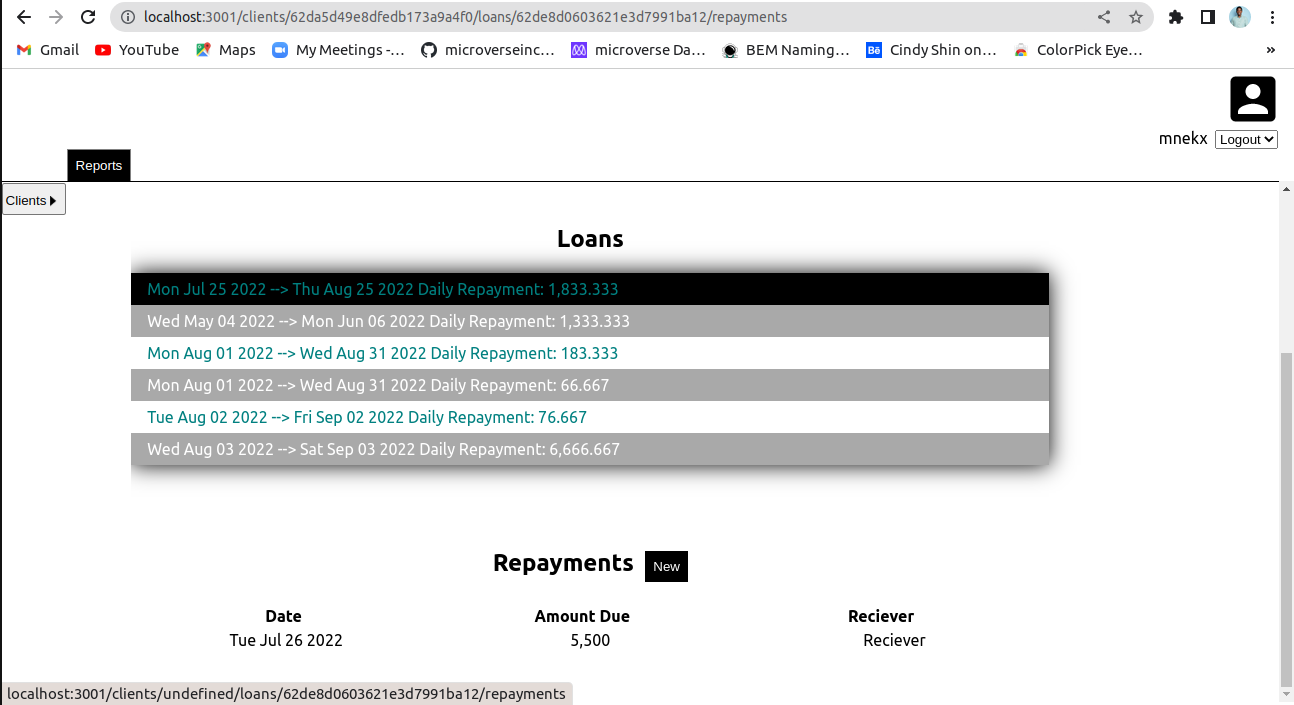 localhost:3001/clients/62da5d49e8dfedb173a9a4f0/loans/62de8d0603621e3d7991ba12/repayments
Gmail YouTube Maps My Meetings -... microverseinc... microverse Da... BEM Naming... Bē Cindy Shin on... ColorPick Eye... »
mnekx Logout
Reports
Clients
Loans
Mon Jul 25 2022 --> Thu Aug 25 2022 Daily Repayment: 1,833.333
Wed May 04 2022 --> Mon Jun 06 2022 Daily Repayment: 1,333.333
Mon Aug 01 2022 --> Wed Aug 31 2022 Daily Repayment: 183.333
Mon Aug 01 2022 --> Wed Aug 31 2022 Daily Repayment: 66.667
Tue Aug 02 2022 --> Fri Sep 02 2022 Daily Repayment: 76.667
Wed Aug 03 2022 --> Sat Sep 03 2022 Daily Repayment: 6,666.667
Repayments New
Date Amount Due Reciever
Tue Jul 26 2022 5,500 Reciever
localhost:3001/clients/undefined/loans/62de8d0603621e3d7991ba12/repayments